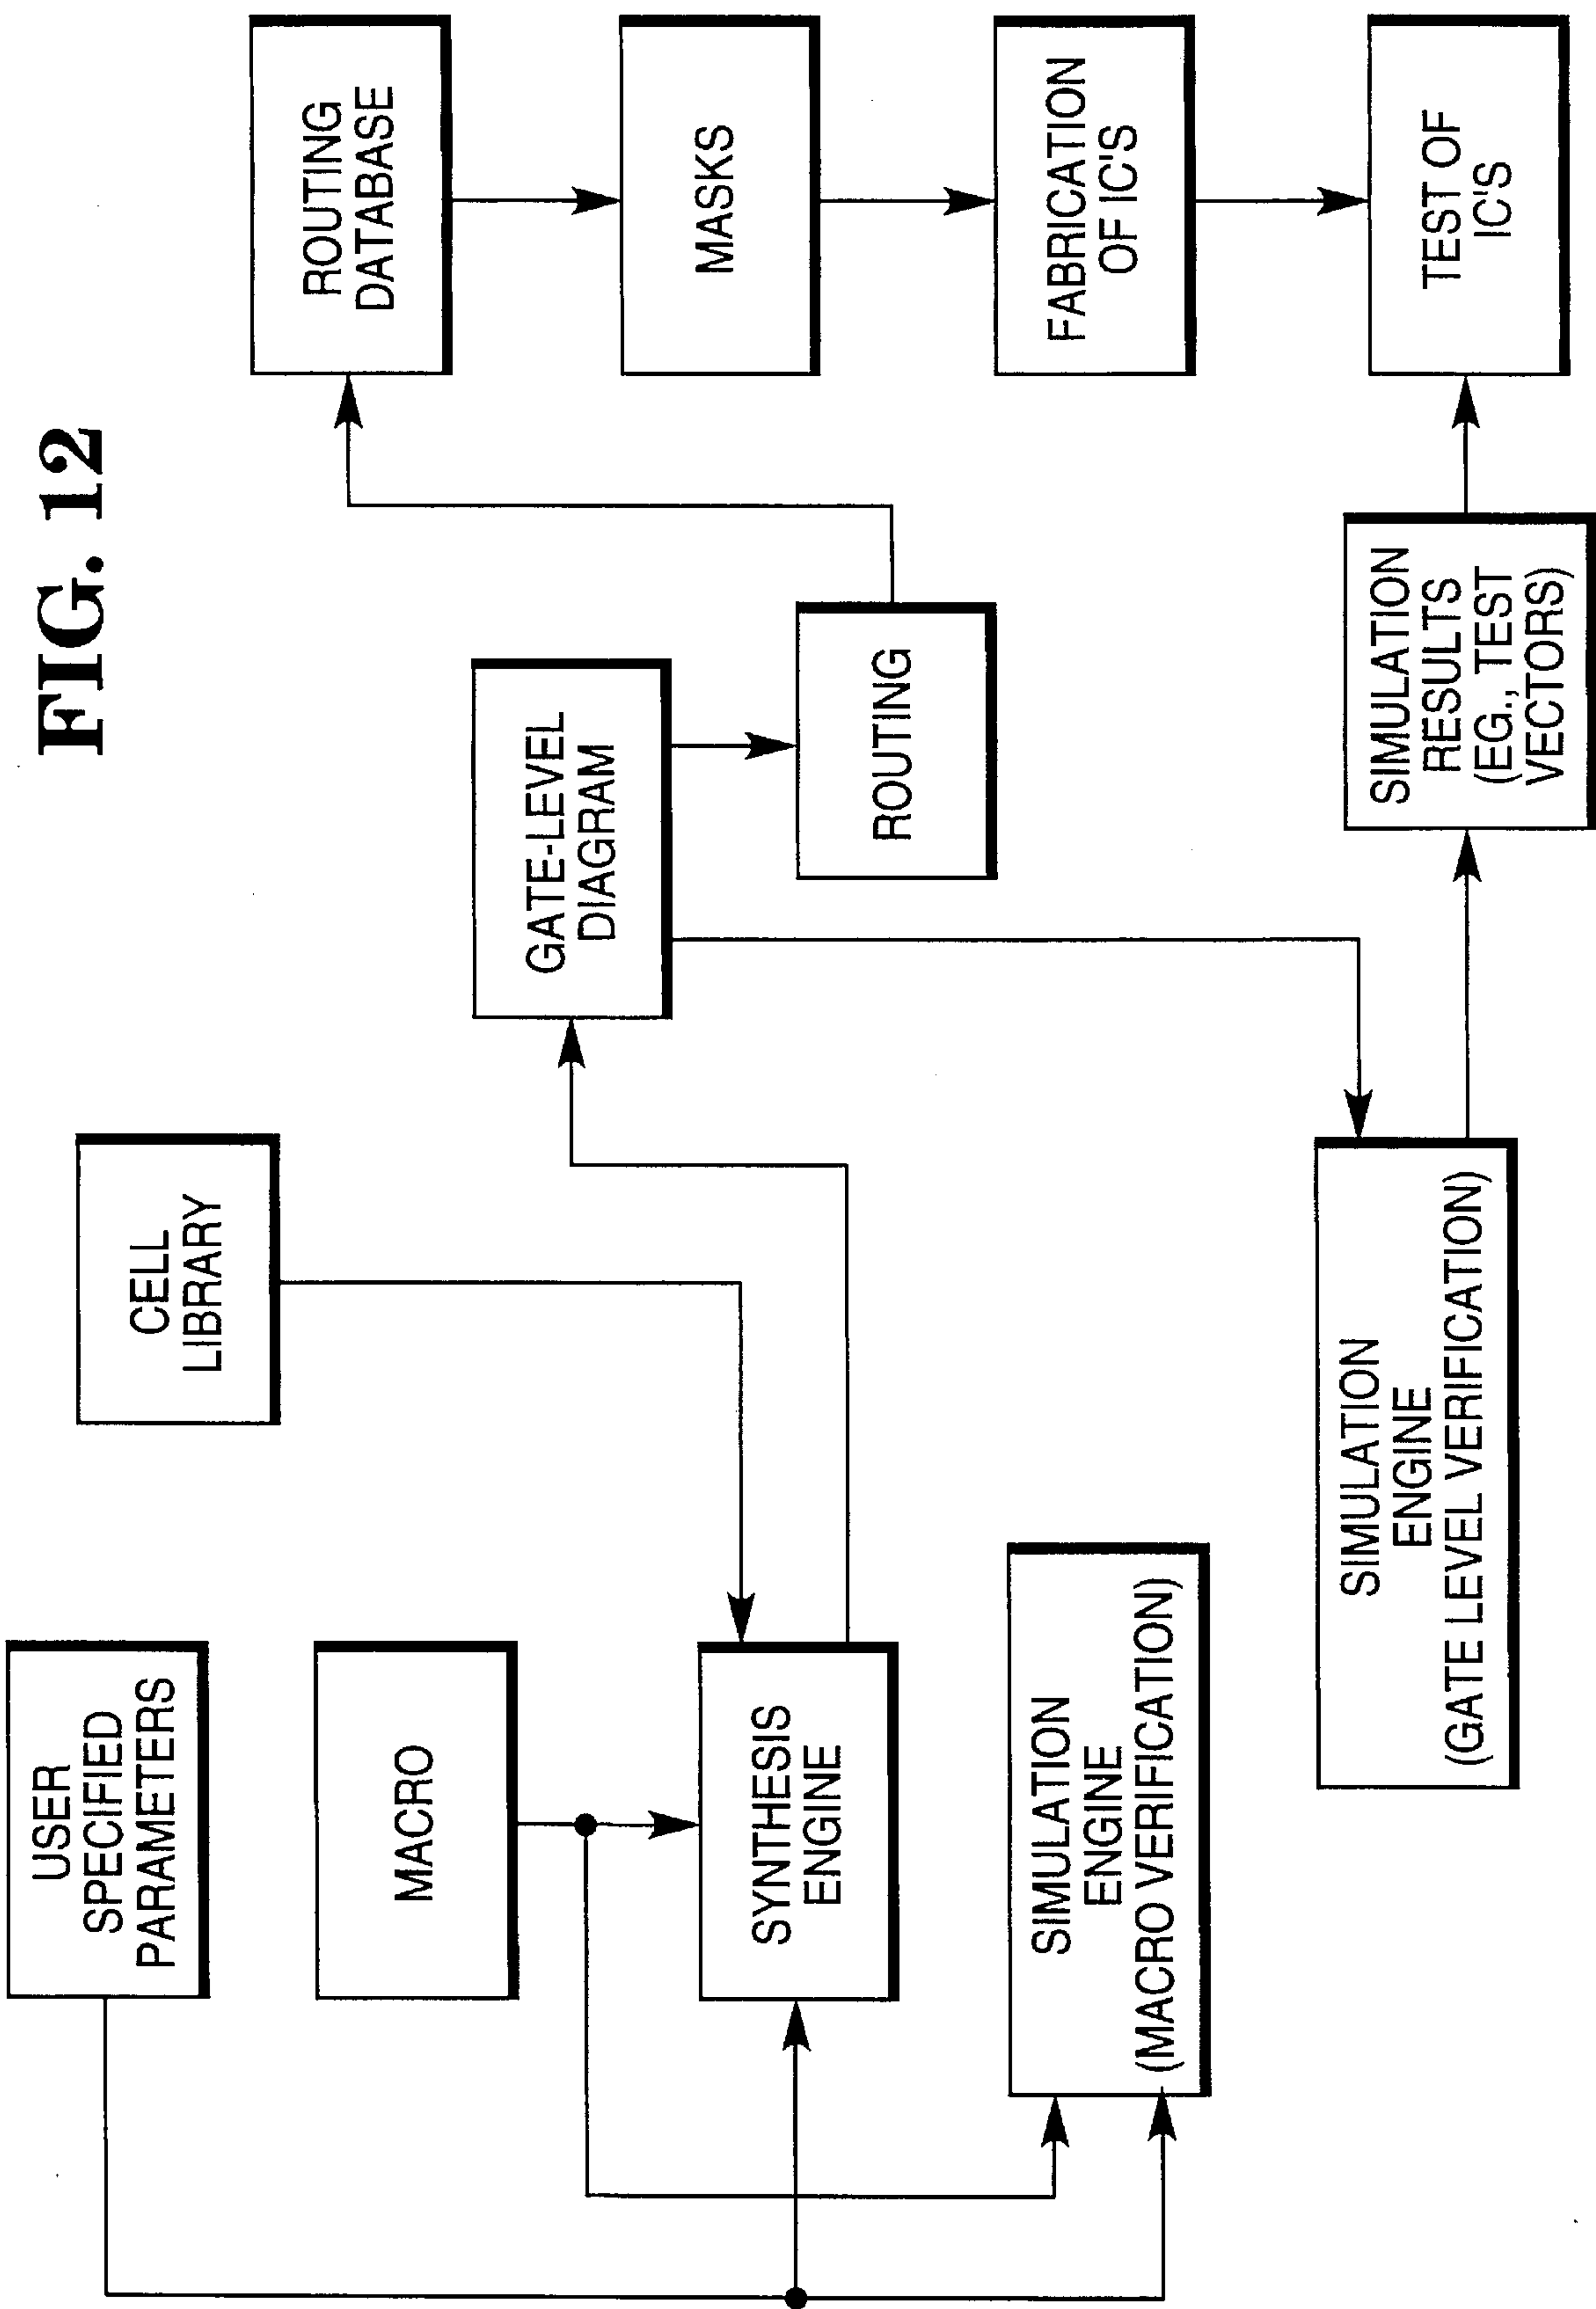 FIG. 12
USER
SPECIFIED
PARAMETERS
MACRO
SYNTHESIS
ENGINE
SIMULATION
ENGINE
(MACRO VERIFICATION)
CELL
LIBRARY
SIMULATION
ENGINE
(GATE LEVEL VERIFICATION)
GATE-LEVEL
DIAGRAM
ROUTING
SIMULATION
RESULTS
(EG., TEST
VECTORS)
ROUTING
DATABASE
MASKS
FABRICATION
OF IC'S
TEST OF
IC'S